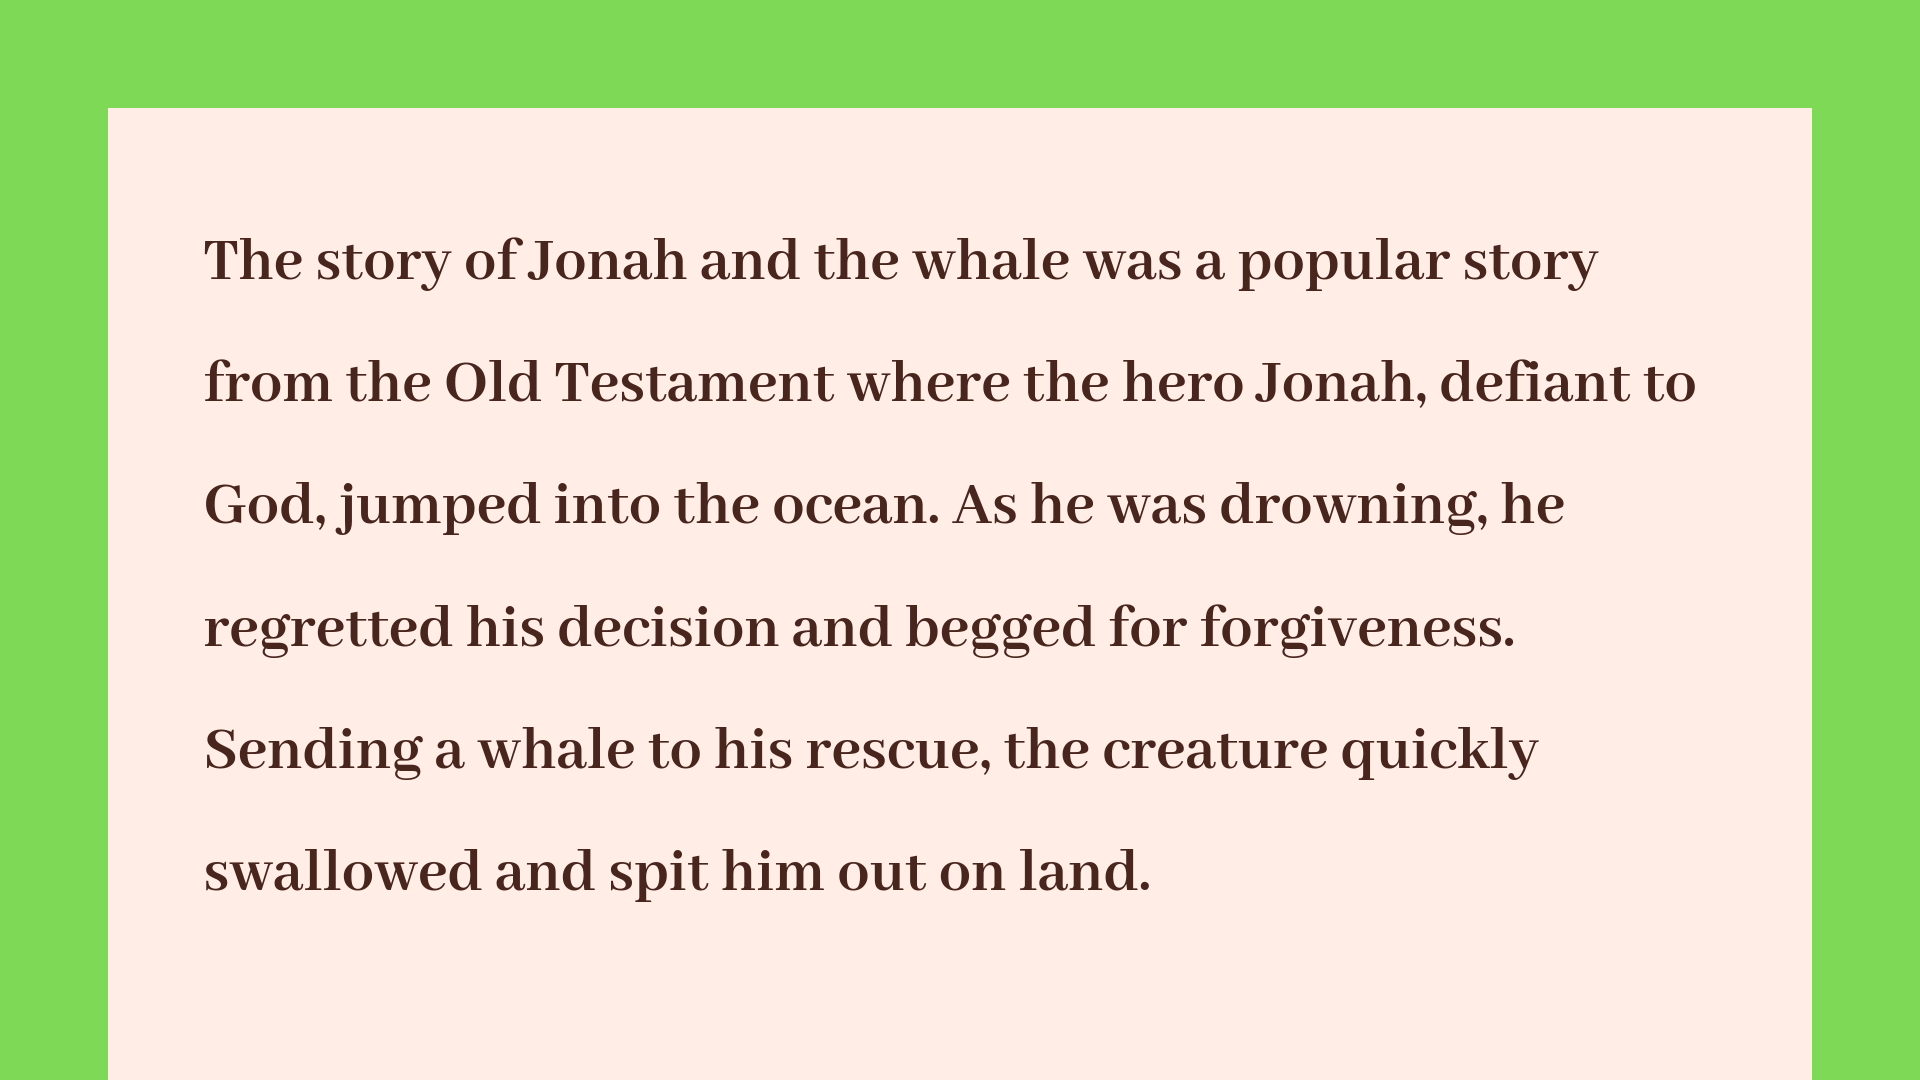 The story of Jonah and the whale was a popular story
from the Old Testament where the hero Jonah, defiant to
God, jumped into the ocean. As he was drowning, he
regretted his decision and begged for forgiveness.
Sending a whale to his rescue, the creature quickly
swallowed and spit him out on land.